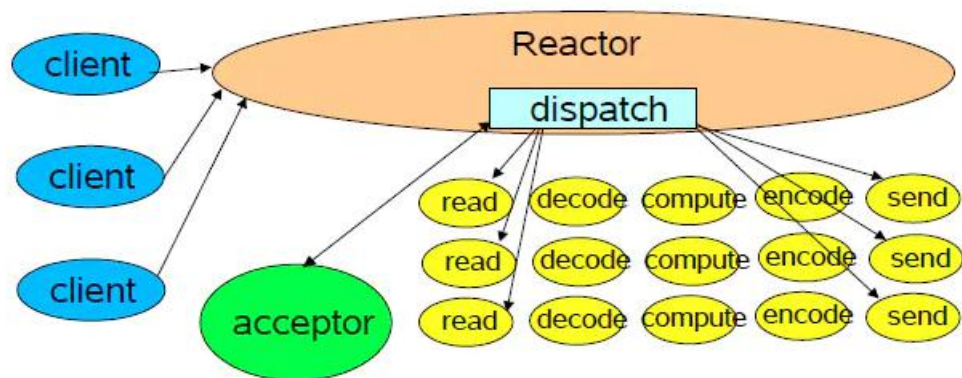 Reactor
client
dispatch
client
read decode compute encode send
read decode compute encode send
client
acceptor
read decode compute encode send